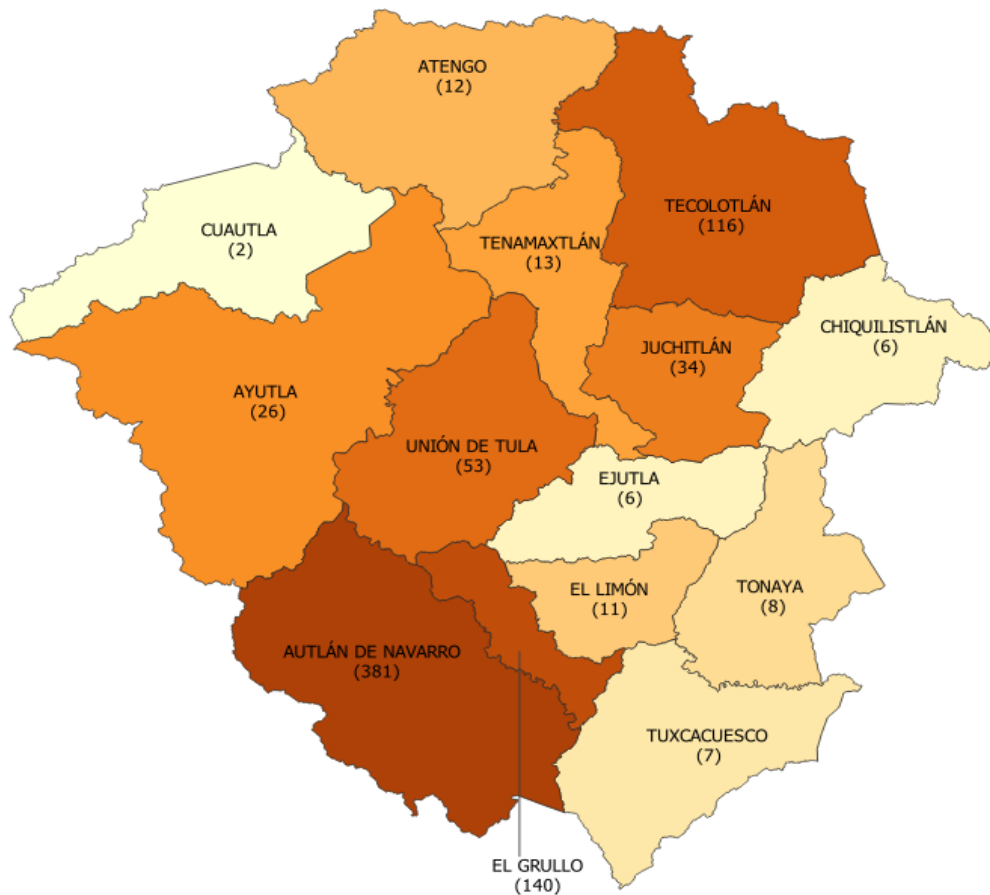 ATENGO
(12)
TECOLOTLÁN
(116)
CUAUTLA
(2)
TENAMAXTLÁN
(13)
CHIQUILISTLÁN
(6)
JUCHITLÁN
(34)
AYUTLA
(26)
UNIÓN DE TULA
(53)
EJUTLA
(6)
EL LIMÓN
(11)
TONAYA
(8)
AUTLÁN DE NAVARRO
(381)
TUXCACUESCO
(7)
EL GRULLO
(140)